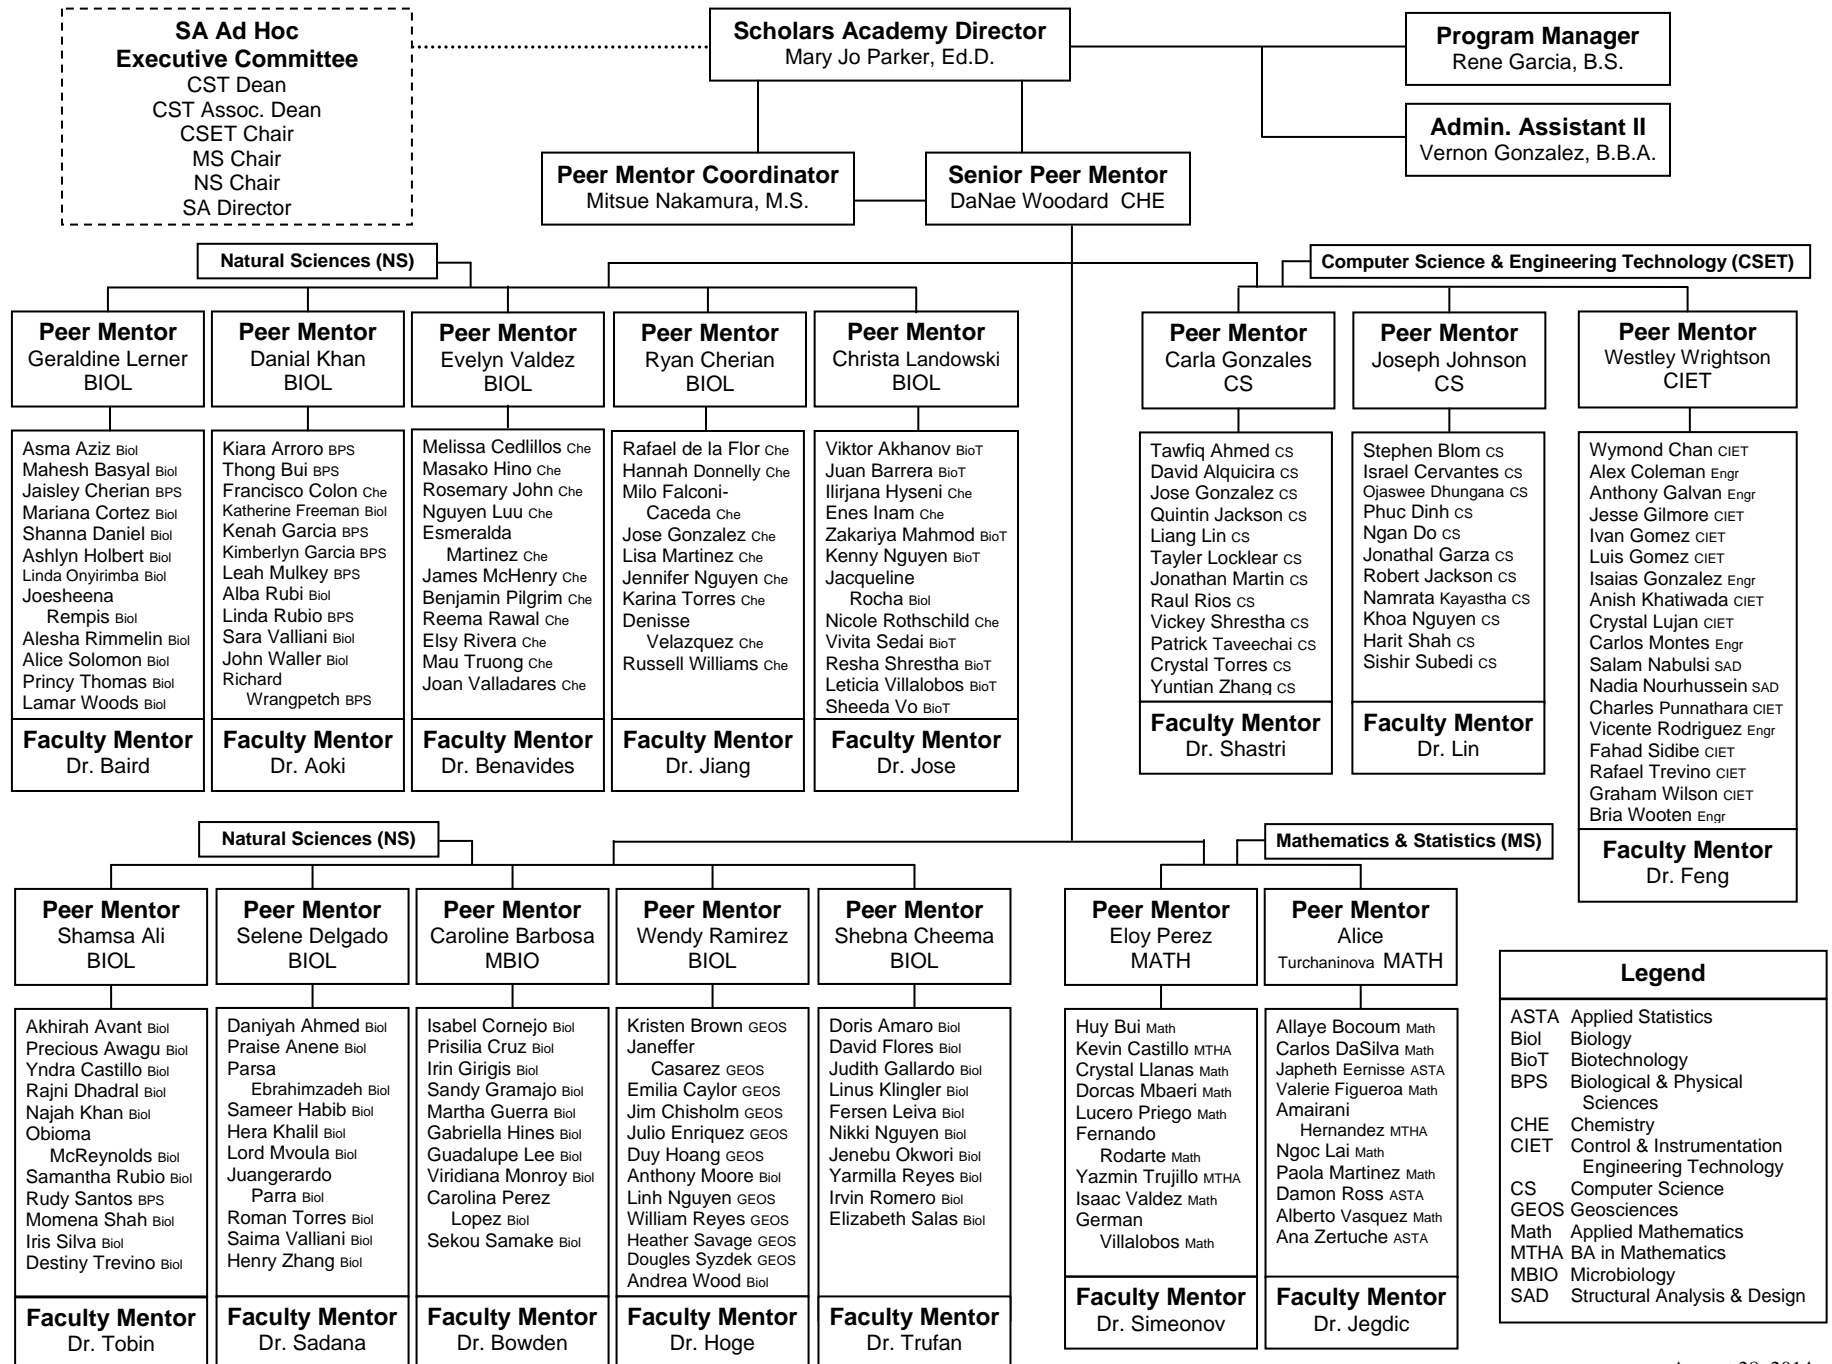 SA Ad Hoc
Executive Committee
CST Dean
CST Assoc. Dean
CSET Chair
MS Chair
NS Chair
SA Director
Scholars Academy Director
Mary Jo Parker, Ed.D.
Program Manager
Rene Garcia, B.S.
Admin. Assistant II
Vernon Gonzalez, B.B.A.
Peer Mentor Coordinator
Mitsue Nakamura, M.S.
Senior Peer Mentor
DaNae Woodard CHE
Natural Sciences (NS)
Computer Science & Engineering Technology (CSET)
Peer Mentor
Geraldine Lerner
BIOL
Asma Aziz Biol
Mahesh Basyal Biol
Jaisley Cherian BPS
Mariana Cortez Biol
Shanna Daniel Biol
Ashlyn Holbert Biol
Linda Onyirimba Biol
Joesheena
Rempis Biol
Alesha Rimmelin Biol
Alice Solomon Biol
Princy Thomas Biol
Lamar Woods Biol
Faculty Mentor
Dr. Baird
Peer Mentor
Danial Khan
BIOL
Kiara Arroro BPS
Thong Bui BPS
Francisco Colon Che
Katherine Freeman Biol
Kenah Garcia BPS
Kimberlyn Garcia BPS
Leah Mulkey BPS
Alba Rubi Biol
Linda Rubio BPS
Sara Valliani Biol
John Waller Biol
Richard
Wrangpetch BPS
Faculty Mentor
Dr. Aoki
Peer Mentor
Evelyn Valdez
BIOL
Melissa Cedlillos Che
Masako Hino Che
Rosemary John Che
Nguyen Luu Che
Esmeralda
Martinez Che
James McHenry Che
Benjamin Pilgrim Che
Reema Rawal Che
Elsy Rivera Che
Mau Truong Che
Joan Valladares Che
Faculty Mentor
Dr. Benavides
Peer Mentor
Ryan Cherian
BIOL
Rafael de la Flor Che
Hannah Donnelly Che
Milo Falconi-
Caceda Che
Jose Gonzalez Che
Lisa Martinez Che
Jennifer Nguyen Che
Karina Torres Che
Denisse
Velazquez Che
Russell Williams Che
Faculty Mentor
Dr. Jiang
Peer Mentor
Christa Landowski
BIOL
Viktor Akhanov BioT
Juan Barrera BioT
Ilirjana Hyseni Che
Enes Inam Che
Zakariya Mahmod BioT
Kenny Nguyen BioT
Jacqueline
Rocha Biol
Nicole Rothschild Che
Vivita Sedai BioT
Resha Shrestha BioT
Leticia Villalobos BioT
Sheeda Vo BioT
Faculty Mentor
Dr. Jose
Peer Mentor
Carla Gonzales
CS
Tawfiq Ahmed CS
David Alquicira CS
Jose Gonzalez CS
Quintin Jackson CS
Liang Lin CS
Tayler Locklear CS
Jonathan Martin CS
Raul Rios CS
Vickey Shrestha CS
Patrick Taveechai CS
Crystal Torres CS
Yuntian Zhang CS
Faculty Mentor
Dr. Shastri
Peer Mentor
Joseph Johnson
CS
Stephen Blom CS
Israel Cervantes CS
Ojaswee Dhungana CS
Phuc Dinh CS
Ngan Do CS
Jonathal Garza CS
Robert Jackson CS
Namrata Kayastha CS
Khoa Nguyen CS
Harit Shah CS
Sishir Subedi CS
Faculty Mentor
Dr. Lin
Peer Mentor
Westley Wrightson
CIET
Wymond Chan CIET
Alex Coleman Engr
Anthony Galvan Engr
Jesse Gilmore CIET
Ivan Gomez CIET
Luis Gomez CIET
Isaias Gonzalez Engr
Anish Khatiwada CIET
Crystal Lujan CIET
Carlos Montes Engr
Salam Nabulsi SAD
Nadia Nourhussein SAD
Charles Punnathara CIET
Vicente Rodriguez Engr
Fahad Sidibe CIET
Rafael Trevino CIET
Graham Wilson CIET
Bria Wooten Engr
Faculty Mentor
Dr. Feng
Natural Sciences (NS)
Mathematics & Statistics (MS)
Peer Mentor
Shamsa Ali
BIOL
Akhirah Avant Biol
Precious Awagu Biol
Yndra Castillo Biol
Rajni Dhadral Biol
Najah Khan Biol
Obioma
McReynolds Biol
Samantha Rubio Biol
Rudy Santos BPS
Momena Shah Biol
Iris Silva Biol
Destiny Trevino Biol
Faculty Mentor
Dr. Tobin
Peer Mentor
Selene Delgado
BIOL
Daniyah Ahmed Biol
Praise Anene Biol
Parsa
Ebrahimzadeh Biol
Sameer Habib Biol
Hera Khalil Biol
Lord Mvoula Biol
Juangerardo
Parra Biol
Roman Torres Biol
Saima Valliani Biol
Henry Zhang Biol
Faculty Mentor
Dr. Sadana
Peer Mentor
Caroline Barbosa
MBIO
Isabel Cornejo Biol
Prisilia Cruz Biol
Irin Girigis Biol
Sandy Gramajo Biol
Martha Guerra Biol
Gabriella Hines Biol
Guadalupe Lee Biol
Viridiana Monroy Biol
Carolina Perez
Lopez Biol
Sekou Samake Biol
Faculty Mentor
Dr. Bowden
Peer Mentor
Wendy Ramirez
BIOL
Kristen Brown GEOS
Janeffer
Casarez GEOS
Emilia Caylor GEOS
Jim Chisholm GEOS
Julio Enriquez GEOS
Duy Hoang GEOS
Anthony Moore Biol
Linh Nguyen GEOS
William Reyes GEOS
Heather Savage GEOS
Dougles Syzdek GEOS
Andrea Wood Biol
Faculty Mentor
Dr. Hoge
Peer Mentor
Shebna Cheema
BIOL
Doris Amaro Biol
David Flores Biol
Judith Gallardo Biol
Linus Klingler Biol
Fersen Leiva Biol
Nikki Nguyen Biol
Jenebu Okwori Biol
Yarmilla Reyes Biol
Irvin Romero Biol
Elizabeth Salas Biol
Faculty Mentor
Dr. Trufan
Peer Mentor
Eloy Perez
MATH
Huy Bui Math
Kevin Castillo MTHA
Crystal Llanas Math
Dorcas Mbaeri Math
Lucero Priego Math
Fernando
Rodarte Math
Yazmin Trujillo MTHA
Isaac Valdez Math
German
Villalobos Math
Faculty Mentor
Dr. Simeonov
Peer Mentor
Alice
Turchaninova MATH
Allaye Bocoum Math
Carlos DaSilva Math
Japheth Eernisse ASTA
Valerie Figueroa Math
Amairani
Hernandez MTHA
Ngoc Lai Math
Paola Martinez Math
Damon Ross ASTA
Alberto Vasquez Math
Ana Zertuche ASTA
Faculty Mentor
Dr. Jegdic
Legend
ASTA Applied Statistics
Biol Biology
BioT Biotechnology
BPS Biological & Physical
Sciences
CHE Chemistry
CIET Control & Instrumentation
Engineering Technology
CS Computer Science
GEOS Geosciences
Math Applied Mathematics
MTHA BA in Mathematics
MBIO Microbiology
SAD Structural Analysis & Design